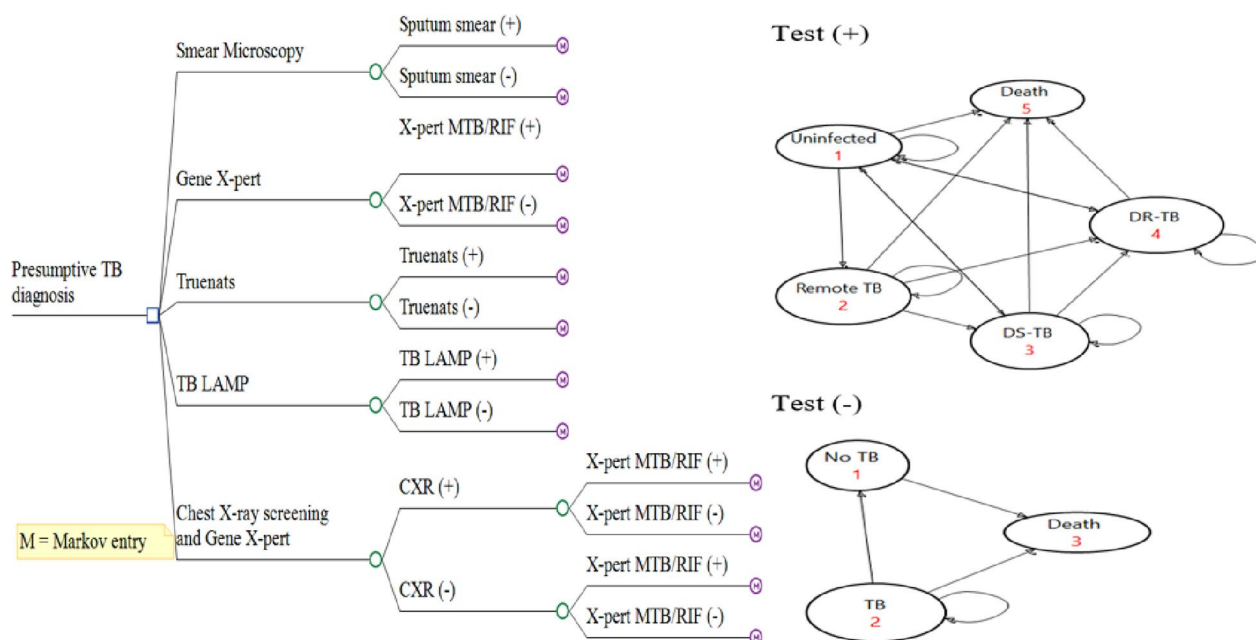 Presumptive TB
diagnosis
Smear Microscopy
Sputum smear (+)
M
Sputum smear (-)
M
Gene X-pert
X-pert MTB/RIF (+)
M
X-pert MTB/RIF (-)
M
Truenats
Truenats (+)
M
Truenats (-)
M
TB LAMP
TB LAMP (+)
M
TB LAMP (-)
M
Chest X-ray screening
and Gene X-pert
CXR (+)
X-pert MTB/RIF (+)
M
X-pert MTB/RIF (-)
M
CXR (-)
X-pert MTB/RIF (+)
M
X-pert MTB/RIF (-)
M
M = Markov entry
Test (+)
Death
5
Uninfected
1
DR-TB
4
Remote TB
2
DS-TB
3
Test (-)
No TB
1
Death
3
TB
2